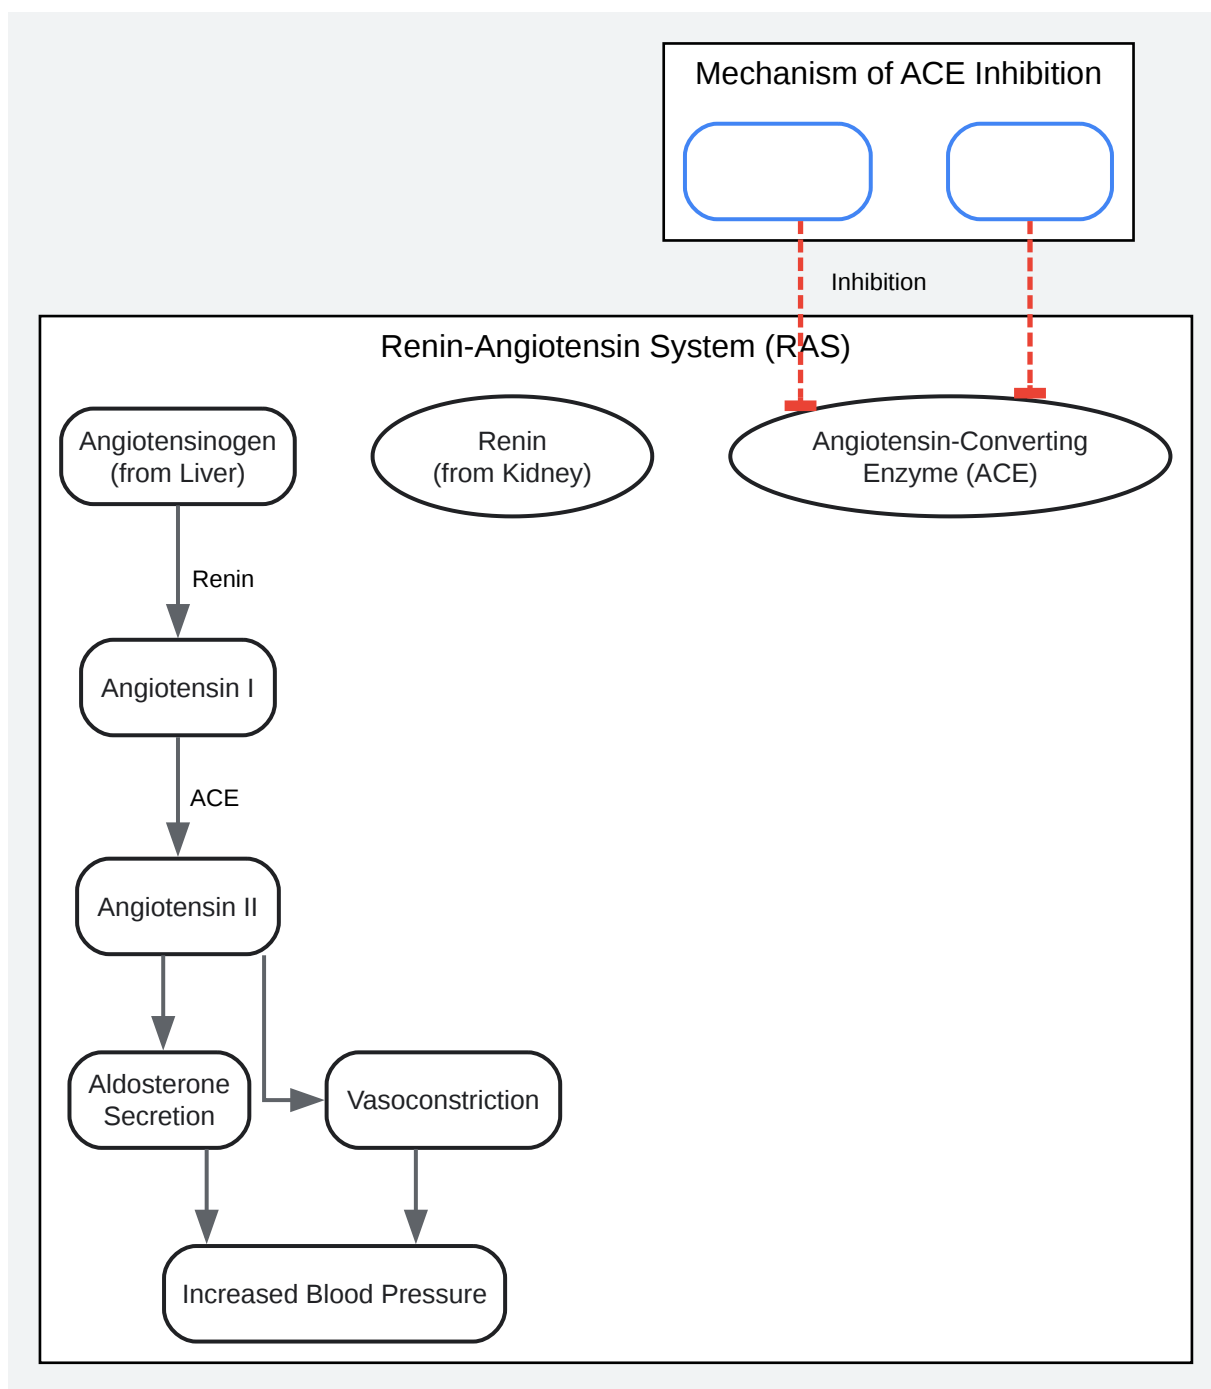 Mechanism of ACE Inhibition
Inhibition
Renin-Angiotensin System (RAS)
Angiotensinogen
(from Liver)
Renin
(from Kidney)
Angiotensin-Converting
Enzyme (ACE)
Renin
Angiotensin I
ACE
Angiotensin II
Aldosterone
Secretion
Vasoconstriction
Increased Blood Pressure